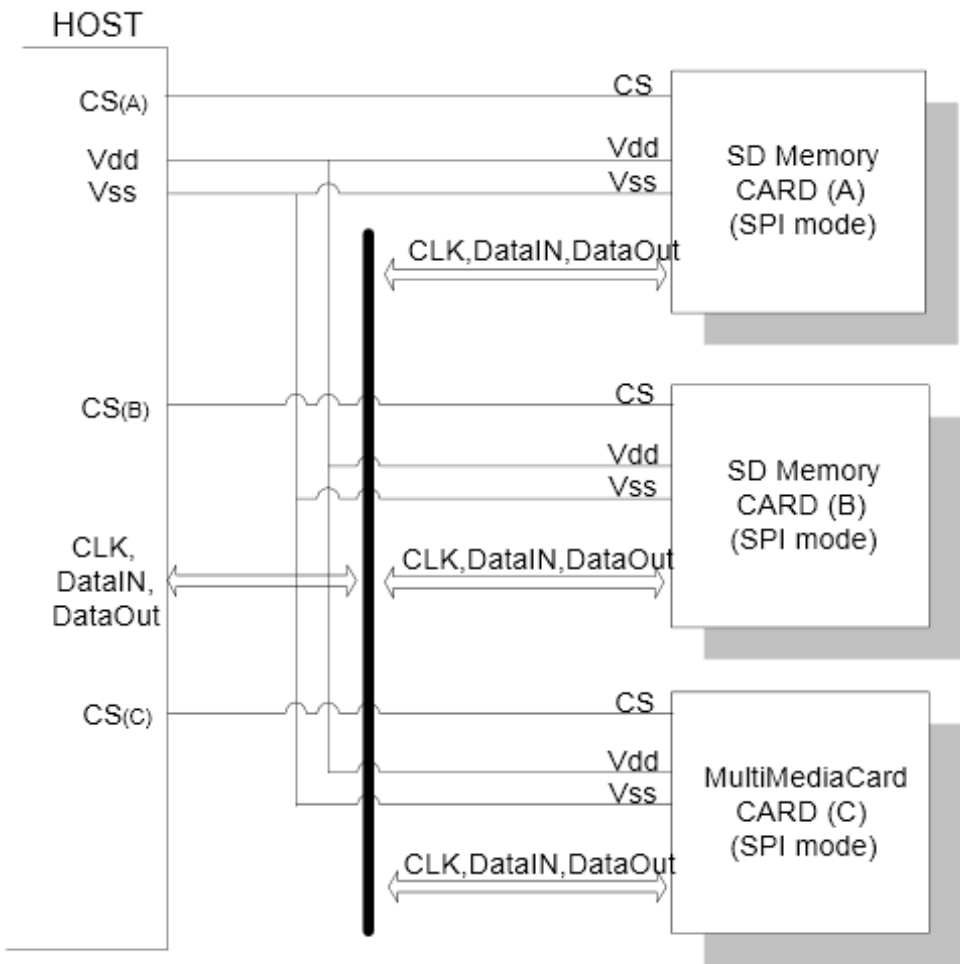 HOST
CS(A)
CS
Vdd
Vdd
Vss
Vss
SD Memory
CARD (A)
(SPI mode)
CLK,DataIN,DataOut
CS(B)
CS
Vdd
Vss
SD Memory
CARD (B)
(SPI mode)
CLK,
DataIN,
DataOut
CLK,DataIN,DataOut
CS(C)
CS
Vdd
Vss
MultiMediaCard
CARD (C)
(SPI mode)
CLK,DataIN,DataOut